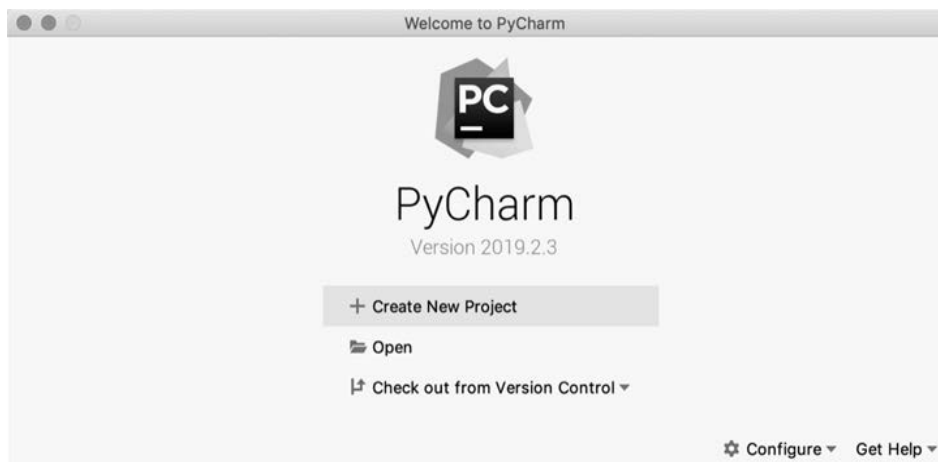 Welcome to PyCharm
PC
PyCharm
Version 2019.2.3
Create New Project
Open
Check out from Version Control
Configure Get Help